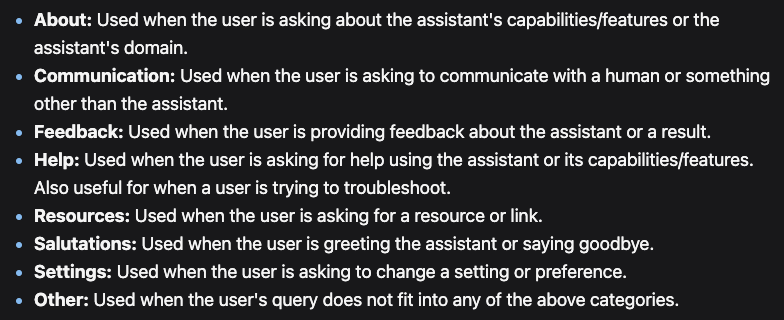 • About: Used when the user is asking about the assistant's capabilities/features or the
assistant's domain.
• Communication: Used when the user is asking to communicate with a human or something
other than the assistant.
• Feedback: Used when the user is providing feedback about the assistant or a result.
• Help: Used when the user is asking for help using the assistant or its capabilities/features.
Also useful for when a user is trying to troubleshoot.
• Resources: Used when the user is asking for a resource or link.
• Salutations: Used when the user is greeting the assistant or saying goodbye.
• Settings: Used when the user is asking to change a setting or preference.
• Other: Used when the user's query does not fit into any of the above categories.